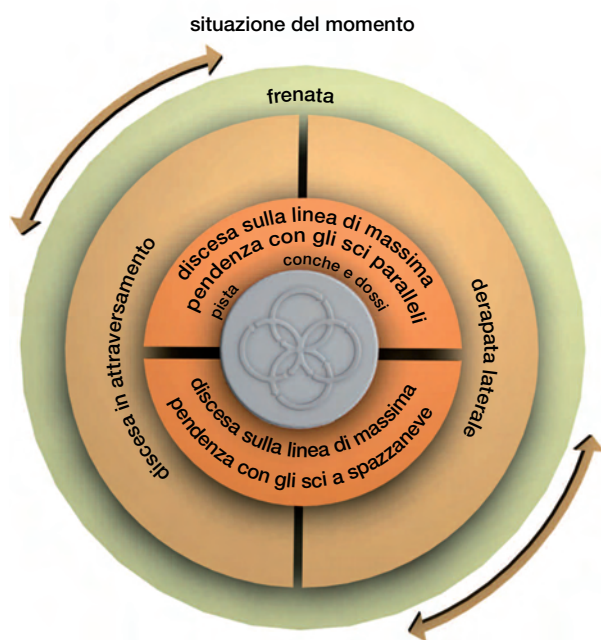 situazione del momento
frenata
discesa sulla linea di massima
pendenza con gli sci paralleli
pista
conche e dossi
discesa in attraversamento
derapata laterale
discesa sulla linea di massima
pendenza con gli sci a spazzaneve